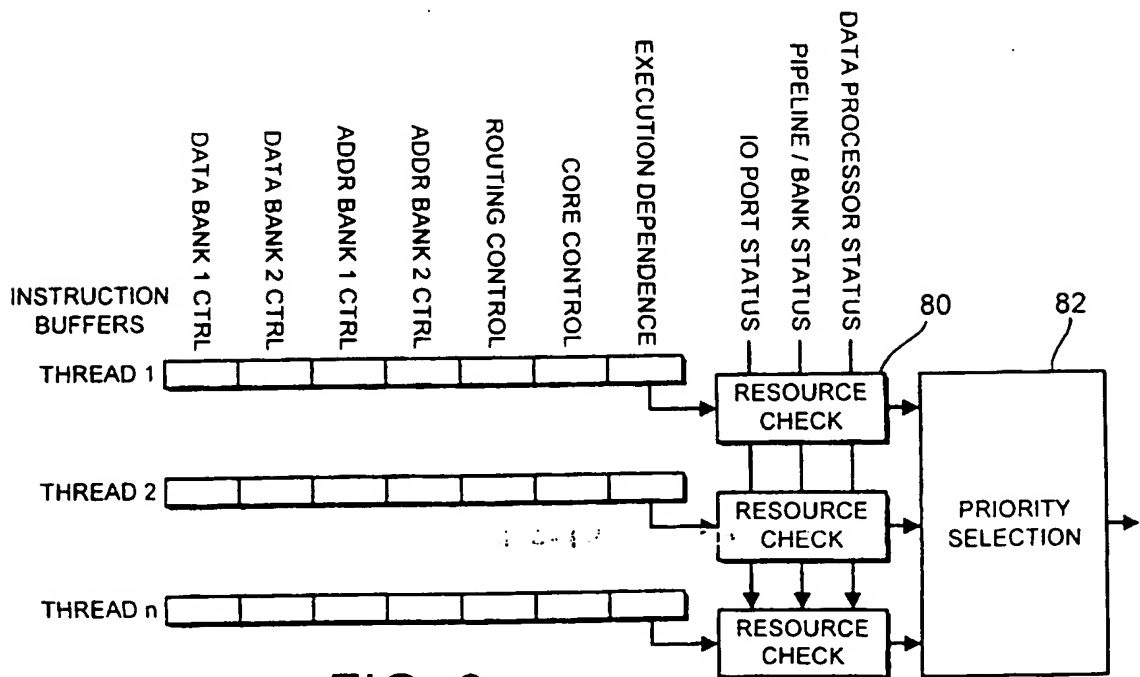 DATA BANK 1 CTRL
DATA BANK 2 CTRL
ADDR BANK 1 CTRL
ADDR BANK 2 CTRL
ROUTING CONTROL
CORE CONTROL
EXECUTION DEPENDENCE
IO PORT STATUS
PIPELINE / BANK STATUS
DATA PROCESSOR STATUS
INSTRUCTION
BUFFERS
80
82
THREAD 1
RESOURCE
CHECK
THREAD 2
RESOURCE
CHECK
PRIORITY
SELECTION
THREAD n
RESOURCE
CHECK